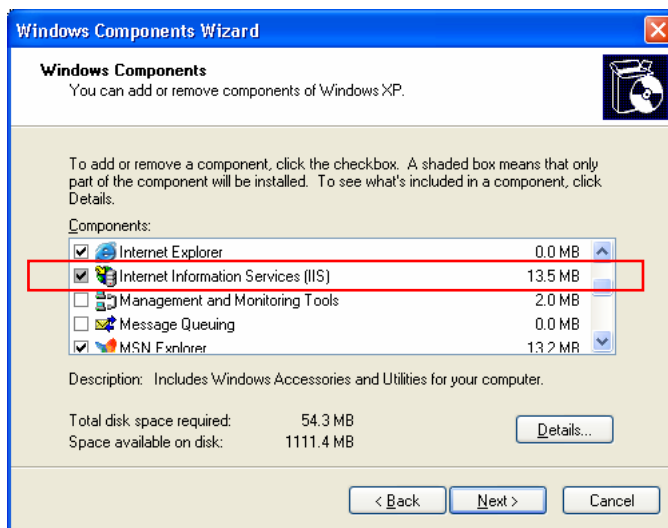 Windows Components Wizard
Windows Components
You can add or remove components of Windows XP.
To add or remove a component, click the checkbox. A shaded box means that only
part of the component will be installed. To see what's included in a component, click
Details.
Components:
Internet Explorer 0.0 MB
Internet Information Services (IIS) 13.5 MB
Management and Monitoring Tools 2.0 MB
Message Queuing 0.0 MB
MSN Explorer 13.2 MB
Description: Includes Windows Accessories and Utilities for your computer.
Total disk space required: 54.3 MB
Space available on disk: 1111.4 MB
Details...
< Back Next > Cancel